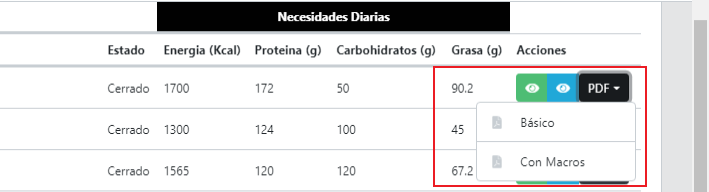 Necesidades Diarias
Estado Energia (Kcal) Proteina (g) Carbohidratos (g) Grasa (g) Acciones
Cerrado 1700 172 50 90.2 PDF
Cerrado 1300 124 100 45 Básico
Cerrado 1565 120 120 67.2 Con Macros